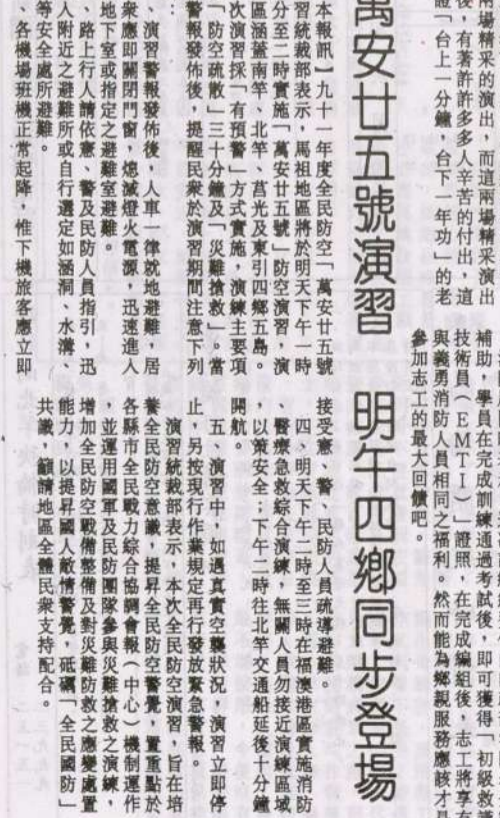 兩場精采的演出，而這兩場精采演出
後，有著許許多多人辛苦的付出，這
證「台上一分鐘，台下一年功」的老
補助，學員在完成訓練通過考試後，即可獲得「初級救護
技術員（ＥＭＴＩ）」證照，在完成編組後，志工將享有
與義勇消防人員相同之福利。然而能為鄉親服務應該才是
參加志工的最大回饋吧。
萬安廿五號演習　明午四鄉同步登場
本報訊】九十一年度全民防空「萬安廿五號
習統裁部表示，馬祖地區將於明天下午一時
分至二時實施「萬安廿五號」防空演習，演
區涵蓋南竿、北竿、莒光及東引四鄉五島。
次演習採「有預警」方式實施，演練主要項
「防空疏散」三十分鐘及「災難搶救」。當
警報發佈後，提醒民衆於演習期間注意下列
：
、演習警報發佈後，人車一律就地避難，居
衆應即關閉門窗，熄滅燈火電源，迅速進入
地下室或指定之避難室避難。
、路上行人請依憲、警及民防人員指引，迅
入附近之避難所或自行選定如涵洞、水溝、
等安全處所避難。
、各機場班機正常起降，惟下機旅客應立即
接受憲、警、民防人員疏導避難。
四、明天下午二時至三時在福澳港區實施消防
、醫療急救綜合演練，無關人員勿接近演練區域
，以策安全；下午二時往北竿交通船延後十分鐘
開航。
五、演習中，如遇真實空襲狀況，演習立即停
止，另按現行作業規定再行發放緊急警報。
演習統裁部表示，本次全民防空演習，旨在培
養全民防空意識，提昇全民防空警覺，置重點於
各縣市全民戰力綜合協調會報（中心）機制運作
，並運用國軍及民防團隊參與災難搶救之演練，
增加全民防空戰備整備及對災難防救之應變處置
能力，以提昇國人敵情警覺，砥礪「全民國防」
共識，籲請地區全體民衆支持配合。